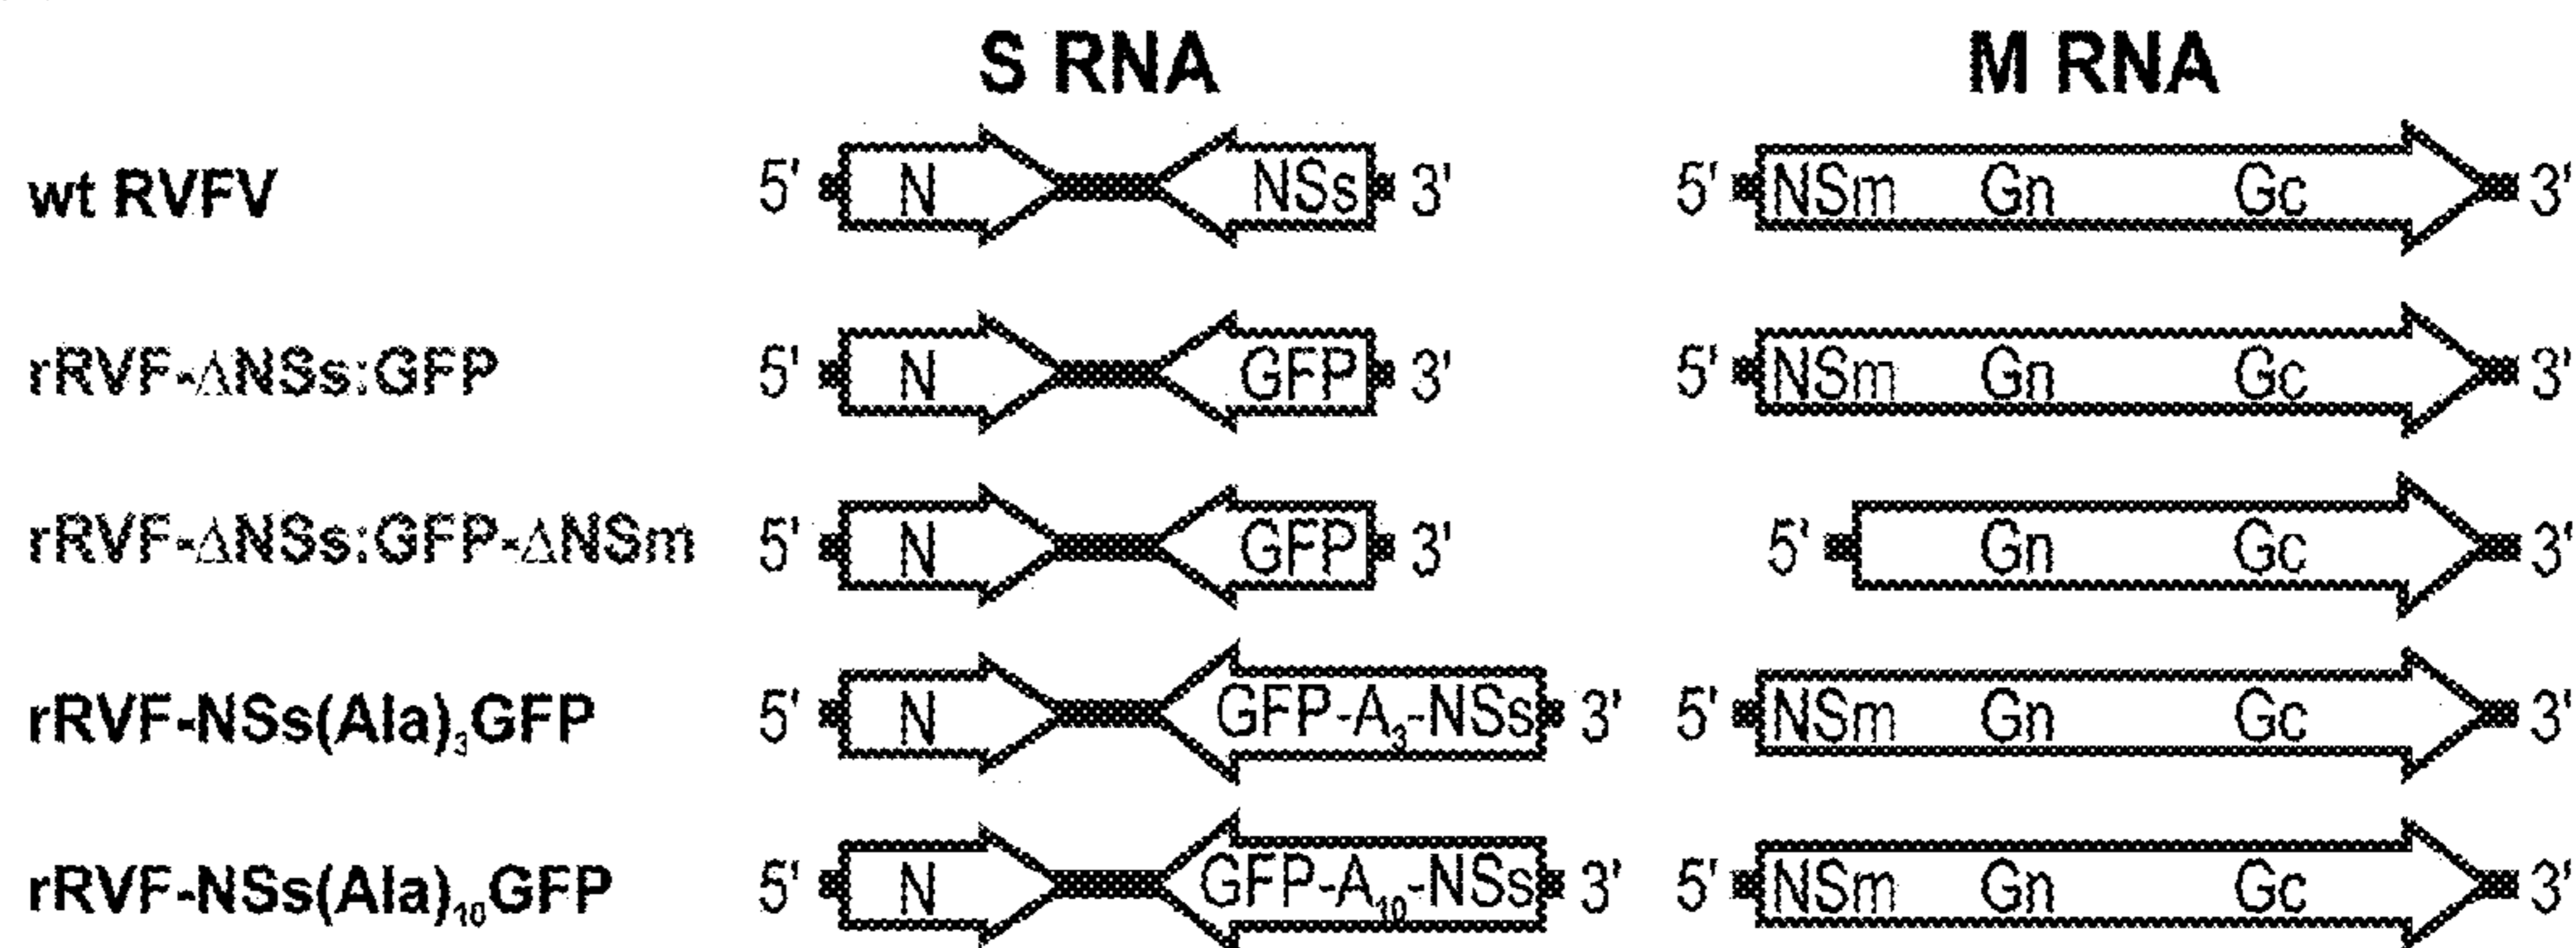 S RNA M RNA
wt RVFV 5' N NSs 3' 5' NSm Gn Gc 3'
rRVF-ΔNSs:GFP 5' N GFP 3' 5' NSm Gn Gc 3'
rRVF-ΔNSs:GFP-ΔNSm 5' N GFP 3' 5' Gn Gc 3'
rRVF-NSs(Ala)₃GFP 5' N GFP-A₃-NSs 3' 5' NSm Gn Gc 3'
rRVF-NSs(Ala)₁₀GFP 5' N GFP-A₁₀-NSs 3' 5' NSm Gn Gc 3'